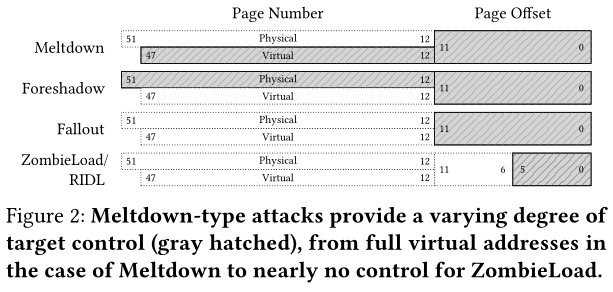 Page Number Page Offset
Meltdown 51 Physical 12
47 Virtual 12 11 0
Foreshadow 51 Physical 12
47 Virtual 12 11 0
Fallout 51 Physical 12
47 Virtual 12 11 0
ZombieLoad/ 51 Physical 12
RIDL 47 Virtual 12 11 6 5 0
Figure 2: Meltdown-type attacks provide a varying degree of
target control (gray hatched), from full virtual addresses in
the case of Meltdown to nearly no control for ZombieLoad.